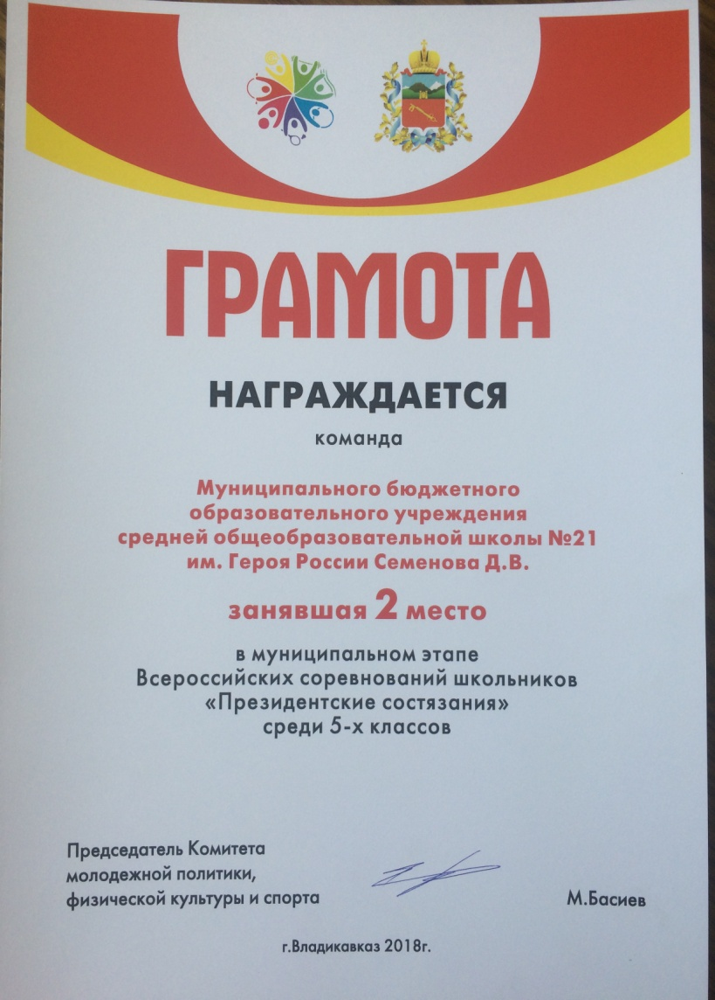 ГРАМОТА
НАГРАЖДАЕТСЯ
команда
Муниципального бюджетного
образовательного учреждения
средней общеобразовательной школы №21
им. Героя России Семенова Д.В.
занявшая 2 место
в муниципальном этапе
Всероссийских соревнований школьников
«Президентские состязания»
среди 5-х классов
Председатель Комитета
молодежной политики,
физической культуры и спорта
М.Басиев
г.Владикавказ 2018г.